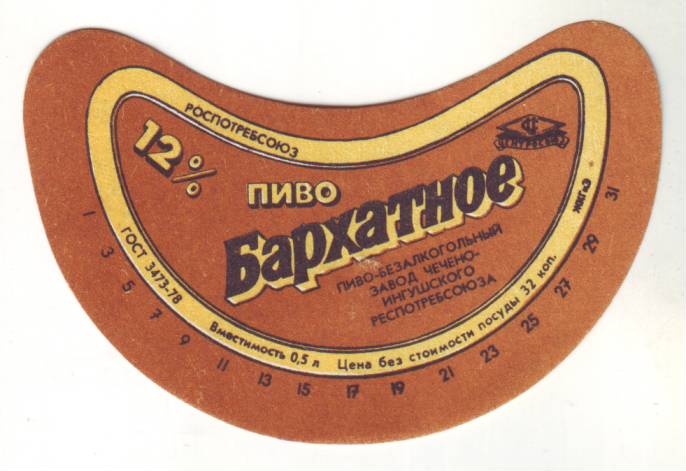 РОСПОТРЕБСОЮЗ
12%
ЦЕНТРОСОЮЗ
ПИВО
Бархатное
ПИВО-БЕЗАЛКОГОЛЬНЫЙ
ЗАВОД ЧЕЧЕНО-
ИНГУШСКОГО
РЕСПОТРЕБСОЮЗА
ГОСТ 3473-78 Вместимость 0,5 л Цена без стоимости посуды 32 коп.
1 3 5 7 9 11 13 15 17 19 21 23 25 27 29 31